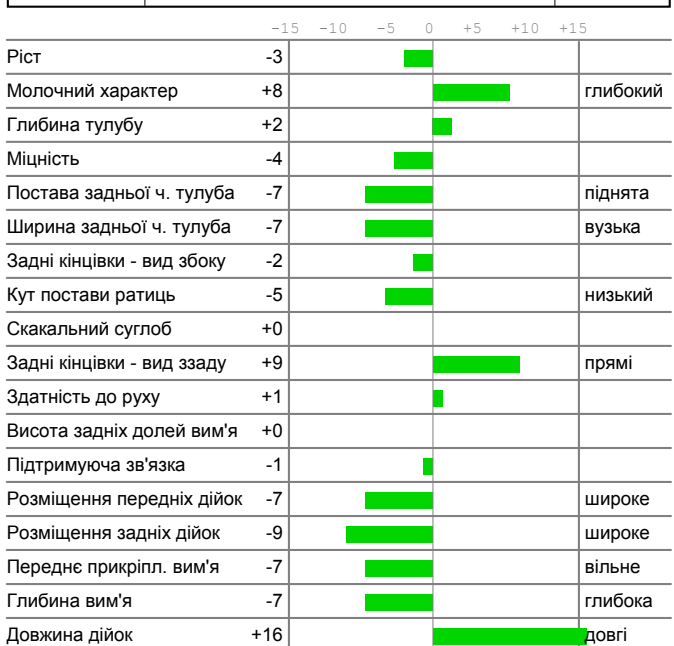 -15 -10 -5 0 +5 +10 +15
Ріст -3
Молочний характер +8 глибокий
Глибина тулубу +2
Міцність -4
Постава задньої ч. тулуба -7 піднята
Ширина задньої ч. тулуба -7 вузька
Задні кінцівки - вид збоку -2
Кут постави ратиць -5 низький
Скакальний суглоб +0
Задні кінцівки - вид ззаду +9 прямі
Здатність до руху +1
Висота задніх долей вим'я +0
Підтримуюча зв'язка -1
Розміщення передніх дійок -7 широке
Розміщення задніх дійок -9 широке
Переднє прикріпл. вим'я -7 вільне
Глибина вим'я -7 глибока
Довжина дійок +16 довгі